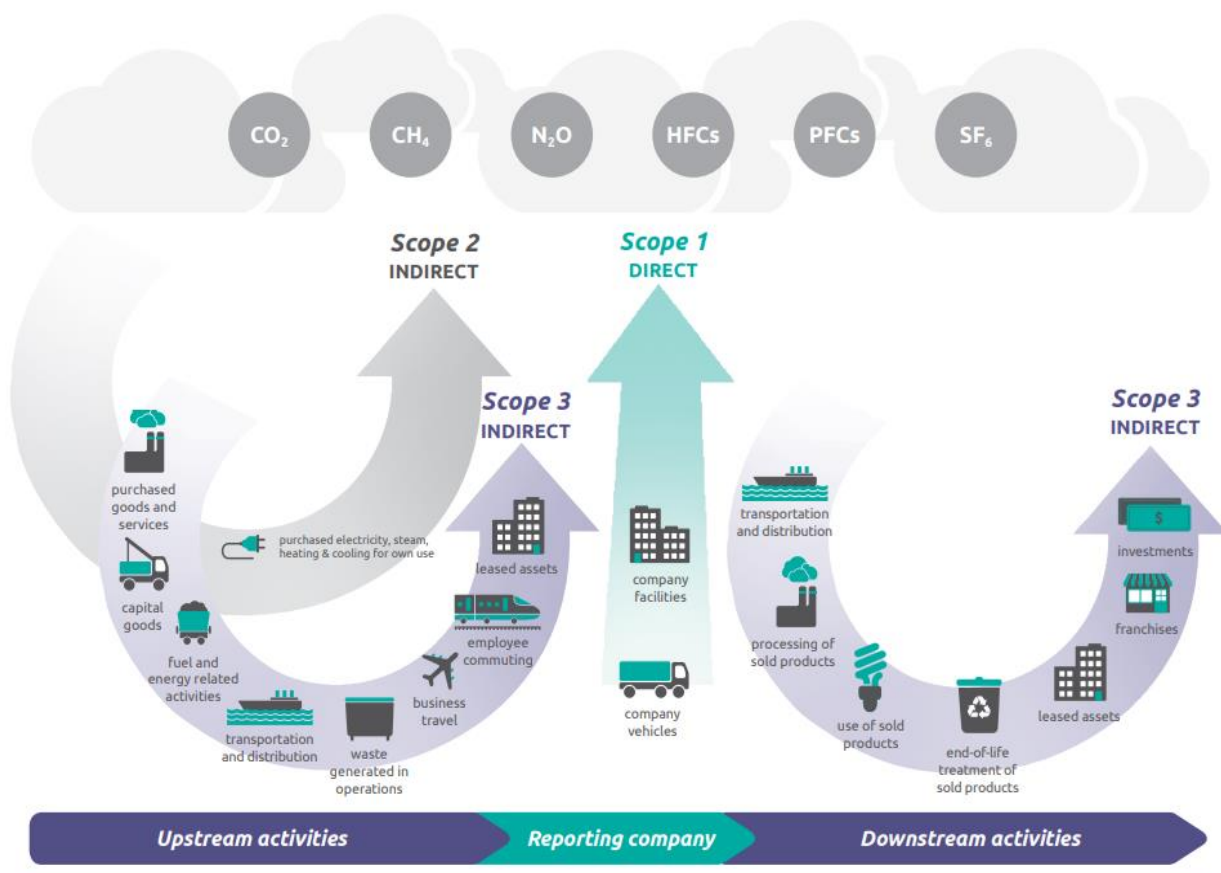 CO₂
CH₄
N₂O
HFCs
PFCs
SF₆
Scope 2
INDIRECT
Scope 1
DIRECT
Scope 3
INDIRECT
Scope 3
INDIRECT
purchased
goods and
services
capital
goods
fuel and
energy related
activities
transportation
and distribution
waste
generated in
operations
business
travel
employee
commuting
leased assets
purchased electricity, steam,
heating & cooling for own use
company
facilities
company
vehicles
transportation
and distribution
processing of
sold products
use of sold
products
end-of-life
treatment of
sold products
leased assets
franchises
$
investments
Upstream activities
Reporting company
Downstream activities